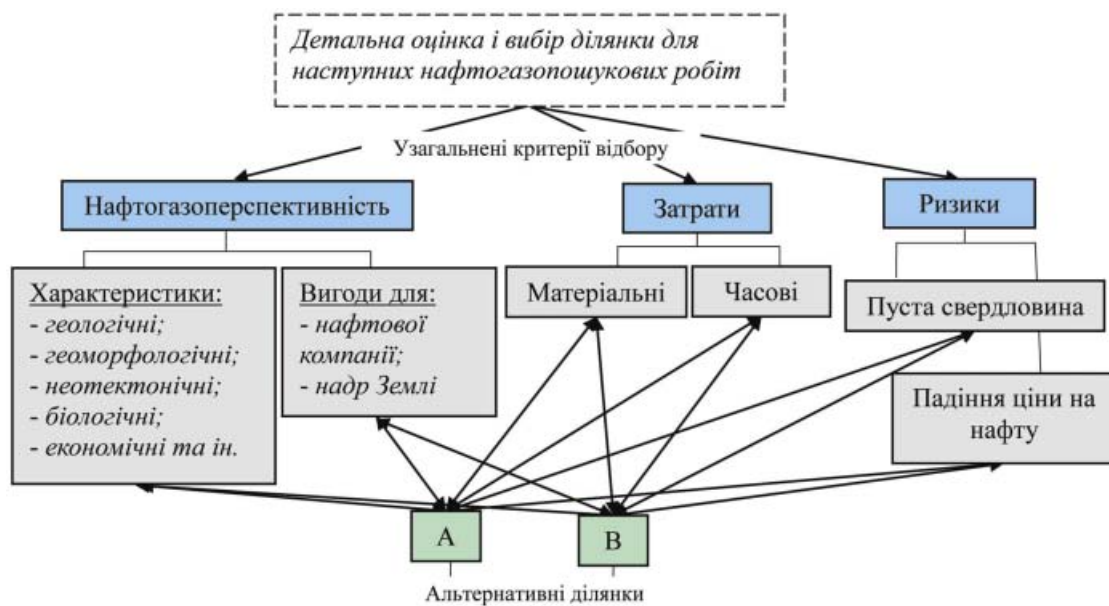 Детальна оцінка і вибір ділянки для
наступних нафтогазопошукових робіт
Узагальнені критерії відбору
Нафтогазоперспективність
Затрати
Ризики
Характеристики:
- геологічні;
- геоморфологічні;
- неотектонічні;
- біологічні;
- економічні та ін.
Вигоди для:
- нафтової
компанії;
- надр Землі
Матеріальні
Часові
Пуста свердловина
Падіння ціни на
нафту
А
В
Альтернативні ділянки